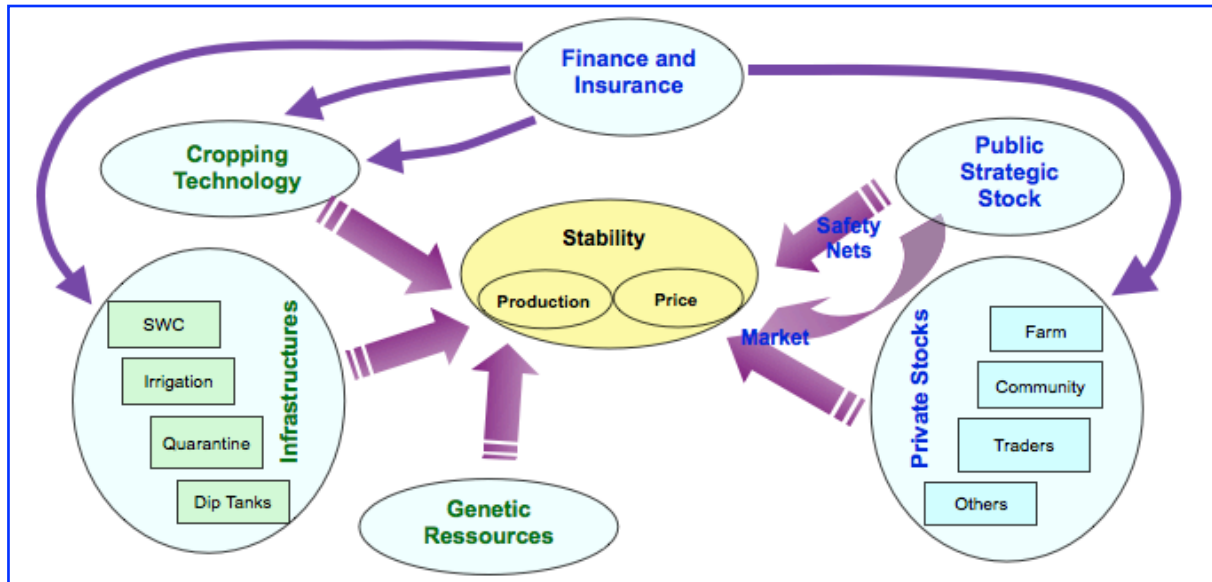 Finance and
Insurance
Cropping
Technology
Public
Strategic
Stock
Safety
Nets
Stability
Production
Price
Market
SWC
Irrigation
Quarantine
Dip Tanks
Infrastructures
Genetic
Ressources
Private Stocks
Farm
Community
Traders
Others